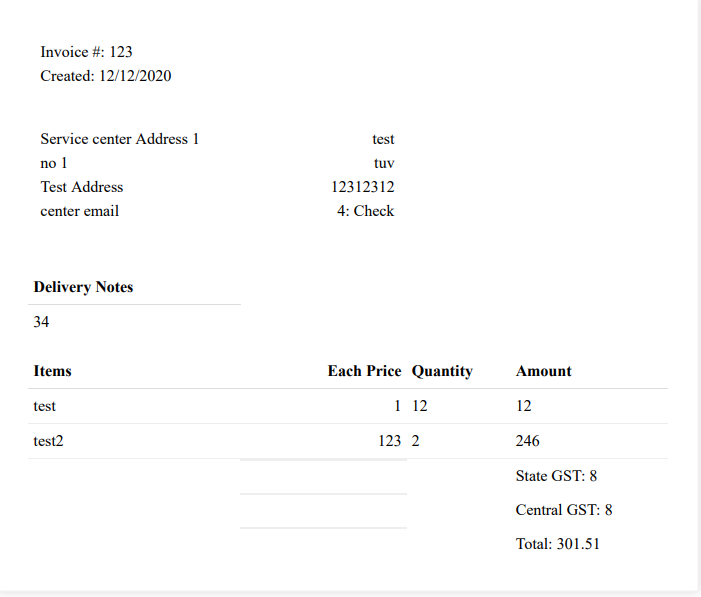 Invoice #: 123
Created: 12/12/2020
Service center Address 1 test
no 1 tuv
Test Address 12312312
center email 4: Check
Delivery Notes
34
Items Each Price Quantity Amount
test 1 12 12
test2 123 2 246
State GST: 8
Central GST: 8
Total: 301.51